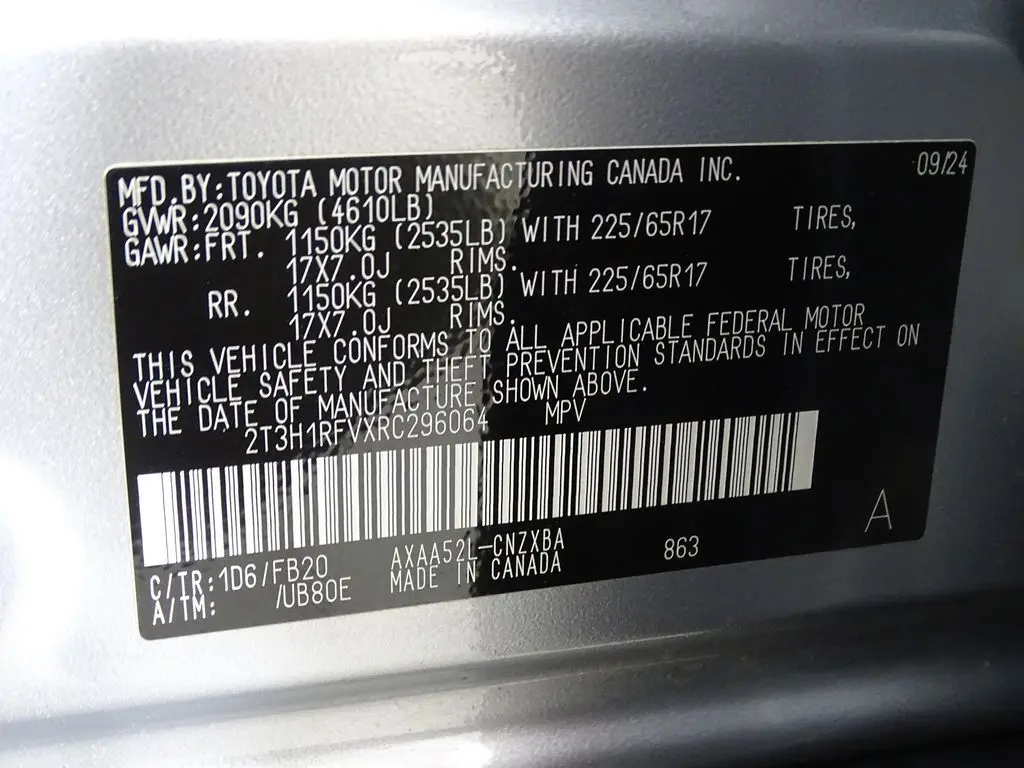 MFD.BY:TOYOTA MOTOR MANUFACTURING CANADA INC. 09/24
GVWR:2090KG (4610LB)
GAWR:FRT. 1150KG (2535LB) WITH 225/65R17 TIRES,
17X7.0J RIMS.
RR. 1150KG (2535LB) WITH 225/65R17 TIRES,
17X7.0J RIMS.
THIS VEHICLE CONFORMS TO ALL APPLICABLE FEDERAL MOTOR
VEHICLE SAFETY AND THEFT PREVENTION STANDARDS IN EFFECT ON
THE DATE OF MANUFACTURE SHOWN ABOVE.
2T3H1RFVXRC296064 MPV
A
C/TR:1D6/FB20 AXAA52L-CNZXBA 863
A/TM: /UB80E MADE IN CANADA